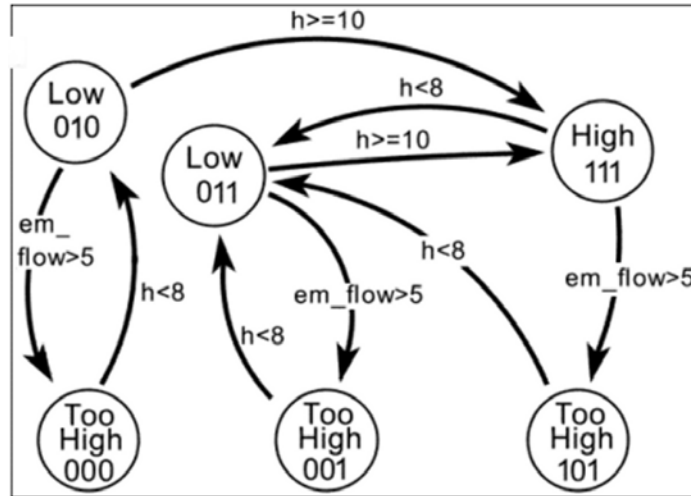 h>=10
Low
010
h<8
High
111
Low
011
h>=10
em_
flow>5
h<8
h<8
em_flow>5
em_flow>5
h<8
Too
High
000
Too
High
001
Too
High
101